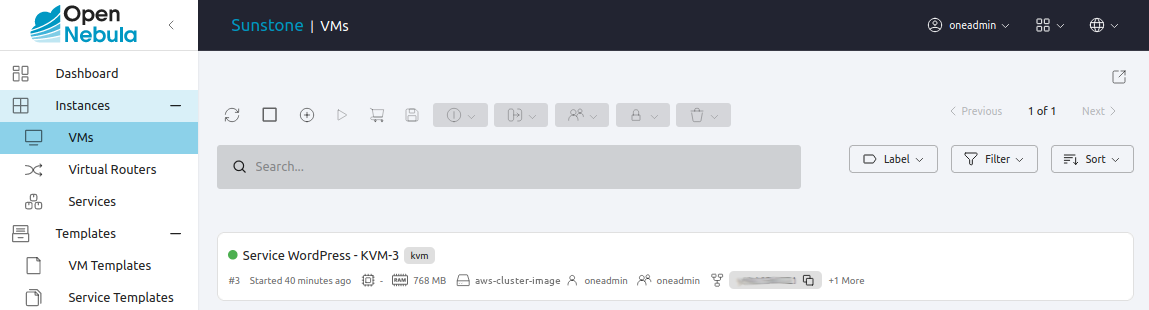 Open
Nebula
Sunstone | VMs
oneadmin
Dashboard
Instances
VMs
Virtual Routers
Services
Templates
VM Templates
Service Templates
Previous
1 of 1
Next
Search...
Label
Filter
Sort
Service WordPress - KVM-3
kvm
#3 Started 40 minutes ago - RAM 768 MB aws-cluster-image oneadmin oneadmin +1 More